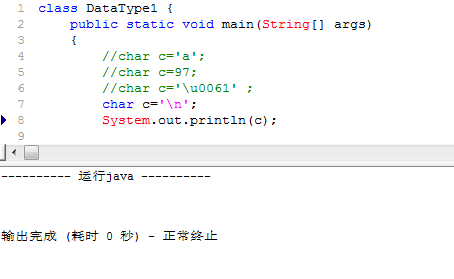 1 class DataType1 {
2 public static void main(String[] args)
3 {
4 //char c='a';
5 //char c=97;
6 //char c='\u0061' ;
7 char c='\n';
8 System.out.println(c);
9
---------- 运行java ----------
输出完成 (耗时 0 秒) - 正常终止